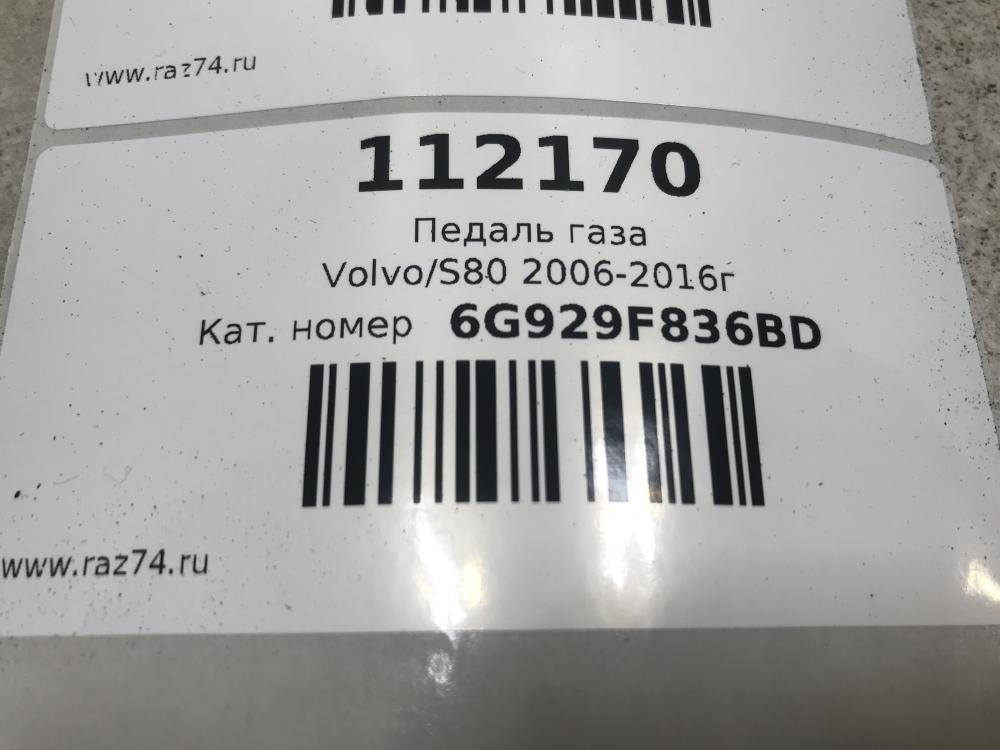 www.raz74.ru
112170
Педаль газа
Volvo/S80 2006-2016г
Кат. номер 6G929F836BD
www.raz74.ru